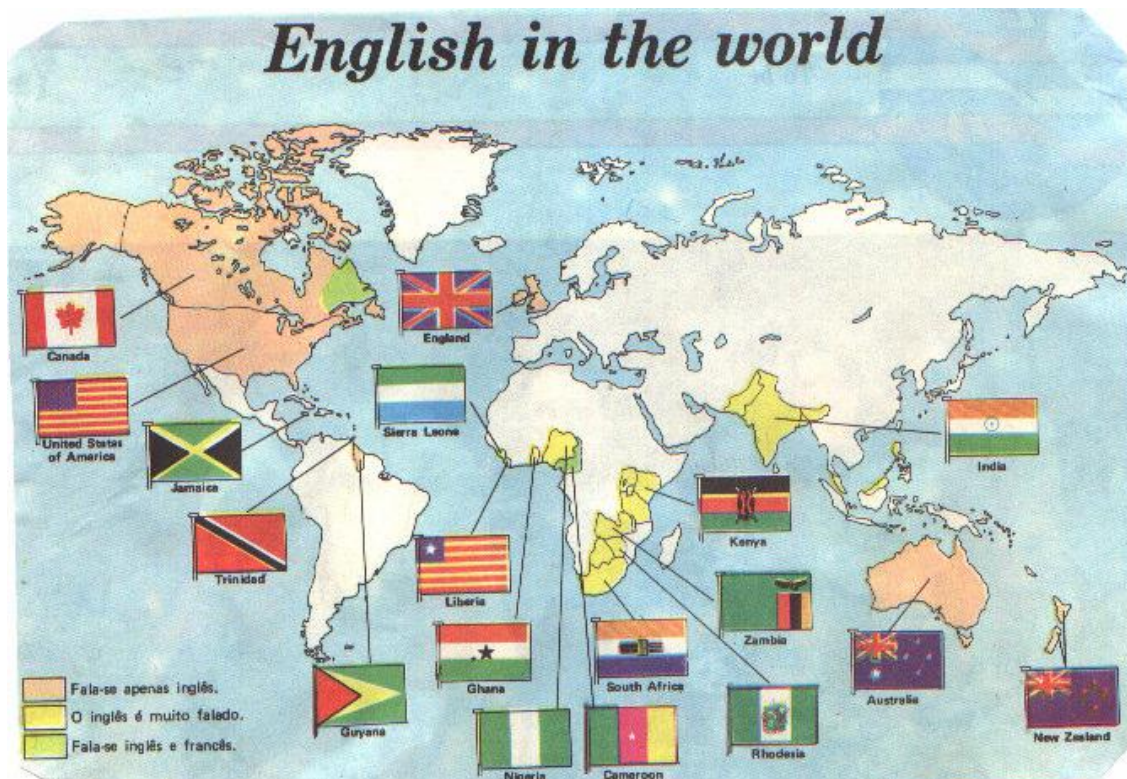 English in the world
Canada
England
United States
of America
Sierra Leone
Jamaica
India
Kenya
Trinidad
Liberia
Zambia
Ghana
South Africa
Australia
Guyana
Rhodesia
New Zealand
Nigeria
Cameroon
Fala-se apenas inglês.
O inglês é muito falado.
Fala-se inglês e francês.